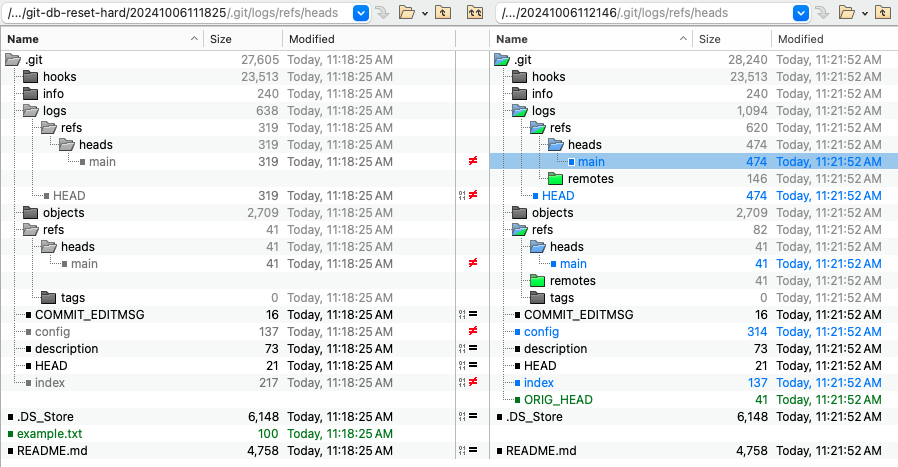 /.../git-db-reset-hard/20241006111825/.git/logs/refs/heads /.../20241006112146/.git/logs/refs/heads
Name Size Modified Name Size Modified
.git 27,605 Today, 11:18:25 AM .git 28,240 Today, 11:21:52 AM
hooks 23,513 Today, 11:18:25 AM hooks 23,513 Today, 11:21:52 AM
info 240 Today, 11:18:25 AM info 240 Today, 11:21:52 AM
logs 638 Today, 11:18:25 AM logs 1,094 Today, 11:21:52 AM
refs 319 Today, 11:18:25 AM refs 620 Today, 11:21:52 AM
heads 319 Today, 11:18:25 AM heads 474 Today, 11:21:52 AM
main 319 Today, 11:18:25 AM ≠ main 474 Today, 11:21:52 AM
remotes 146 Today, 11:21:52 AM
HEAD 319 Today, 11:18:25 AM ≠ HEAD 474 Today, 11:21:52 AM
objects 2,709 Today, 11:18:25 AM objects 2,709 Today, 11:21:52 AM
refs 41 Today, 11:18:25 AM refs 82 Today, 11:21:52 AM
heads 41 Today, 11:18:25 AM heads 41 Today, 11:21:52 AM
main 41 Today, 11:18:25 AM ≠ main 41 Today, 11:21:52 AM
remotes 41 Today, 11:21:52 AM
tags 0 Today, 11:18:25 AM tags 0 Today, 11:21:52 AM
COMMIT_EDITMSG 16 Today, 11:18:25 AM = COMMIT_EDITMSG 16 Today, 11:21:52 AM
config 137 Today, 11:18:25 AM ≠ config 314 Today, 11:21:52 AM
description 73 Today, 11:18:25 AM = description 73 Today, 11:21:52 AM
HEAD 21 Today, 11:18:25 AM = HEAD 21 Today, 11:21:52 AM
index 217 Today, 11:18:25 AM ≠ index 137 Today, 11:21:52 AM
ORIG_HEAD 41 Today, 11:21:52 AM
.DS_Store 6,148 Today, 11:18:25 AM = .DS_Store 6,148 Today, 11:21:52 AM
example.txt 100 Today, 11:18:25 AM
README.md 4,758 Today, 11:18:25 AM = README.md 4,758 Today, 11:21:52 AM